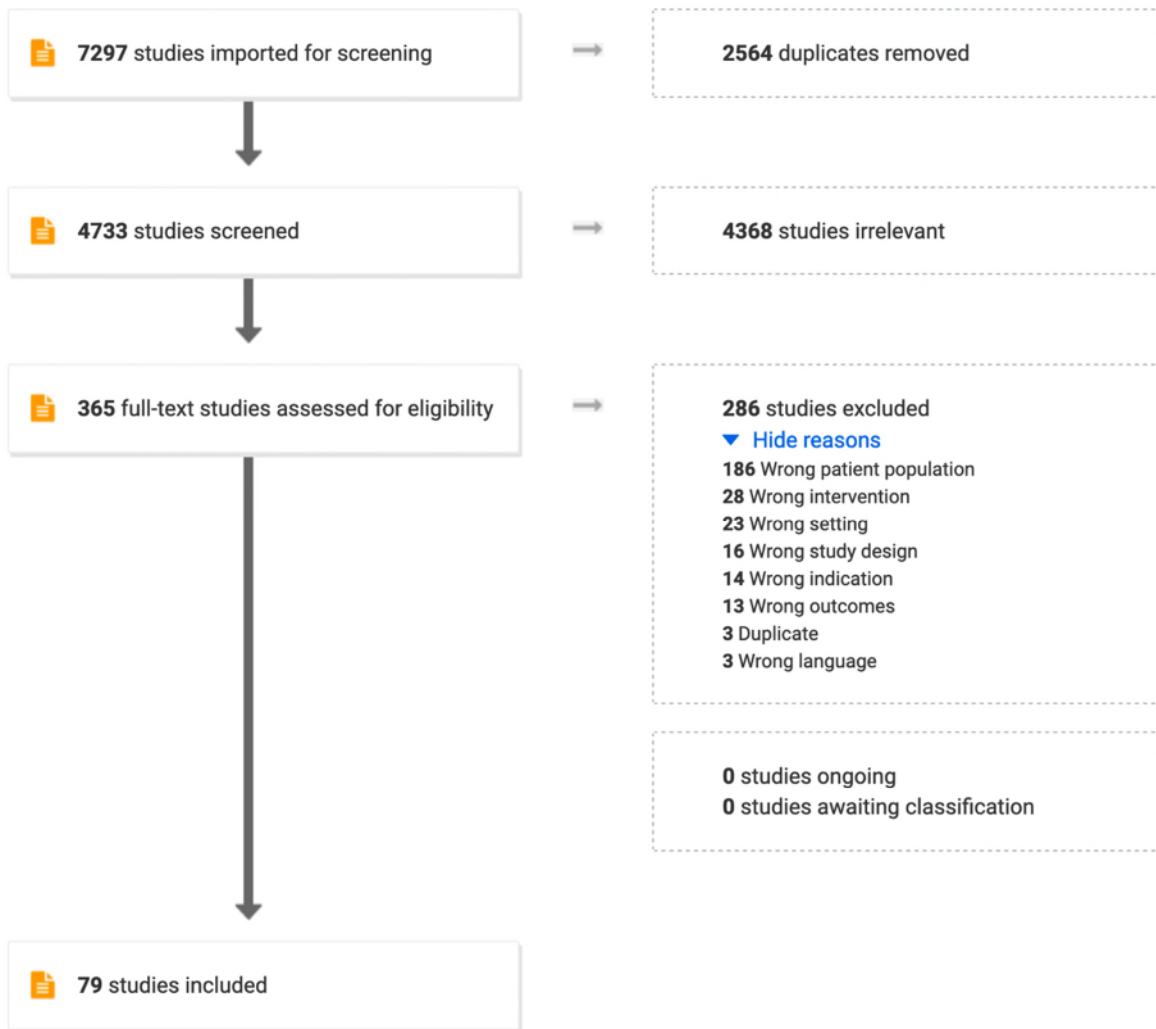 7297 studies imported for screening
2564 duplicates removed
4733 studies screened
4368 studies irrelevant
365 full-text studies assessed for eligibility
286 studies excluded
Hide reasons
186 Wrong patient population
28 Wrong intervention
23 Wrong setting
16 Wrong study design
14 Wrong indication
13 Wrong outcomes
3 Duplicate
3 Wrong language
0 studies ongoing
0 studies awaiting classification
79 studies included